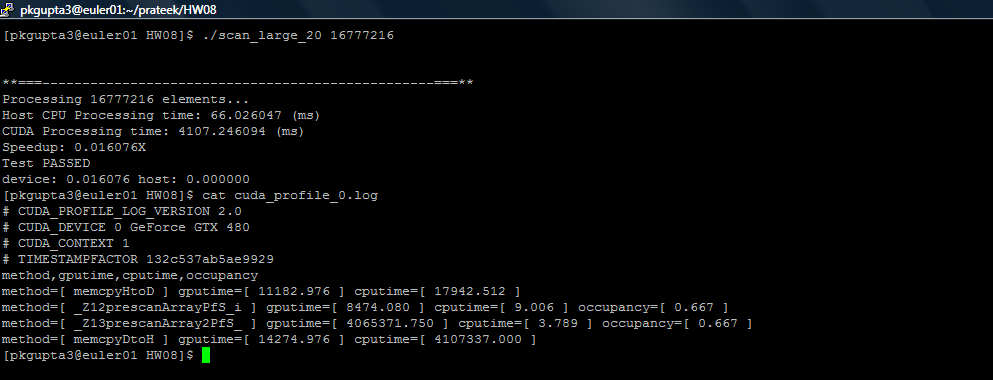 pkgupta3@euler01:~/prateek/HW08
[pkgupta3@euler01 HW08]$ ./scan_large_20 16777216
**===-------------------------------------------------===**
Processing 16777216 elements...
Host CPU Processing time: 66.026047 (ms)
CUDA Processing time: 4107.246094 (ms)
Speedup: 0.016076X
Test PASSED
device: 0.016076 host: 0.000000
[pkgupta3@euler01 HW08]$ cat cuda_profile_0.log
# CUDA_PROFILE_LOG_VERSION 2.0
# CUDA_DEVICE 0 GeForce GTX 480
# CUDA_CONTEXT 1
# TIMESTAMPFACTOR 132c537ab5ae9929
method,gputime,cputime,occupancy
method=[ memcpyHtoD ] gputime=[ 11182.976 ] cputime=[ 17942.512 ]
method=[ _Z12prescanArrayPfS_i ] gputime=[ 8474.080 ] cputime=[ 9.006 ] occupancy=[ 0.667 ]
method=[ _Z13prescanArray2PfS_ ] gputime=[ 4065371.750 ] cputime=[ 3.789 ] occupancy=[ 0.667 ]
method=[ memcpyDtoH ] gputime=[ 14274.976 ] cputime=[ 4107337.000 ]
[pkgupta3@euler01 HW08]$